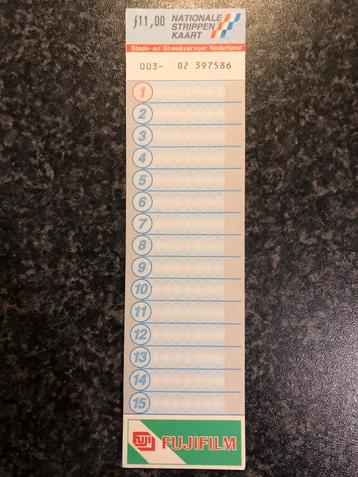 ƒ11,00 NATIONALE
STRIPPEN
KAART
Stads- en Streekvervoer Nederland
003- 02 397586
1
2
3
4
5
6
7
8
9
10
11
12
13
14
15
FUJI FUJIFILM